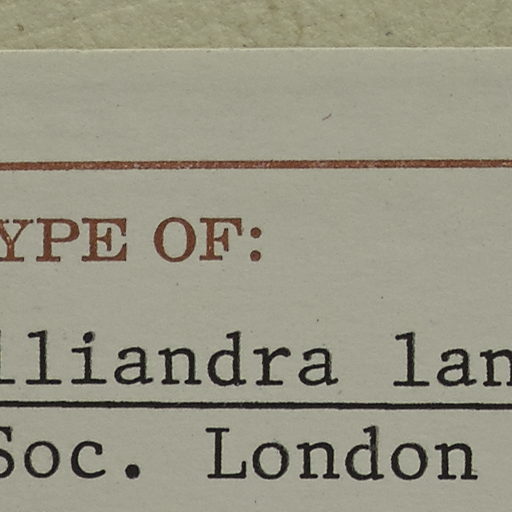 YPE OF:
lliandra lan
Soc. London